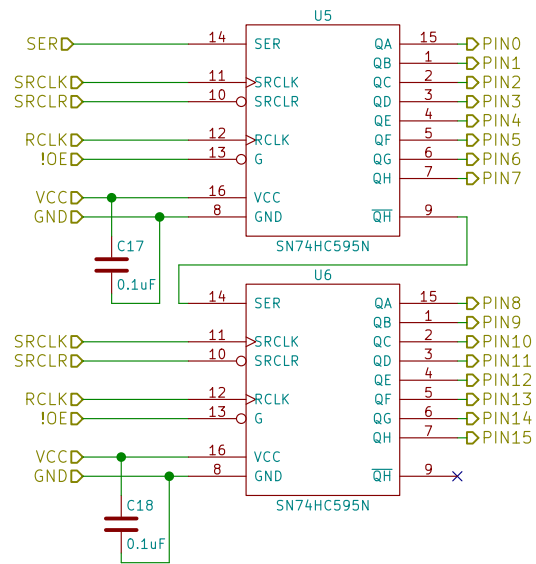 U5
SER 14 SER QA 15 PIN0
QB 1 PIN1
SRCLK 11 SRCLK QC 2 PIN2
SRCLR 10 SRCLR QD 3 PIN3
QE 4 PIN4
RCLK 12 RCLK QF 5 PIN5
!OE 13 G QG 6 PIN6
QH 7 PIN7
VCC 16 VCC
GND 8 GND QH 9
C17
SN74HC595N
0.1uF
U6
14 SER QA 15 PIN8
QB 1 PIN9
SRCLK 11 SRCLK QC 2 PIN10
SRCLR 10 SRCLR QD 3 PIN11
QE 4 PIN12
RCLK 12 RCLK QF 5 PIN13
!OE 13 G QG 6 PIN14
QH 7 PIN15
VCC 16 VCC
GND 8 GND QH 9
C18
SN74HC595N
0.1uF